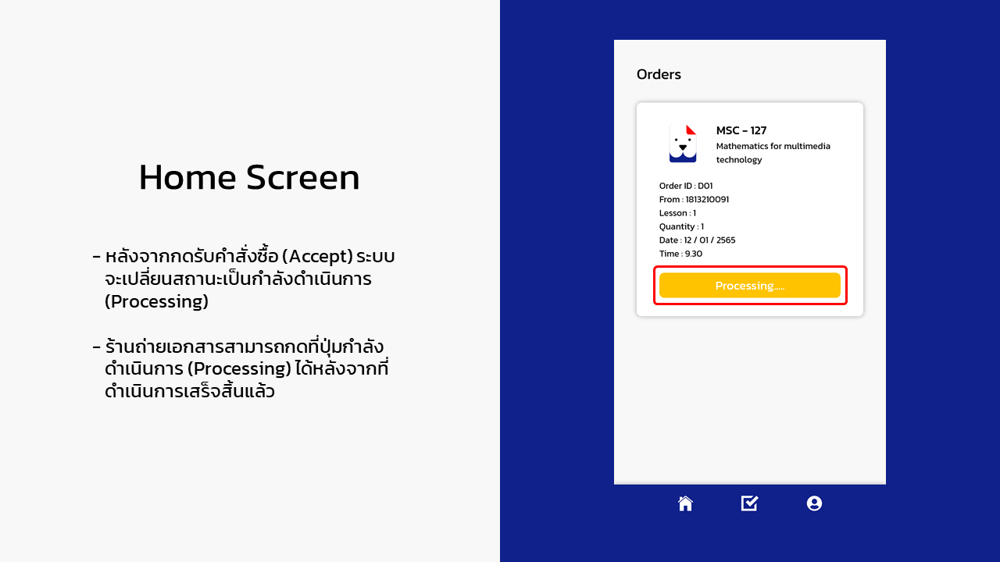 Home Screen
- หลังจากกดรับคำสั่งซื้อ (Accept) ระบบ
จะเปลี่ยนสถานะเป็นกำลังดำเนินการ
(Processing)
- ร้านถ่ายเอกสารสามารถกดที่ปุ่มกำลัง
ดำเนินการ (Processing) ได้หลังจากที่
ดำเนินการเสร็จสิ้นแล้ว
Orders
MSC - 127
Mathematics for multimedia
technology
Order ID : D01
From : 1813210091
Lesson : 1
Quantity : 1
Date : 12 / 01 / 2565
Time : 9.30
Processing.....